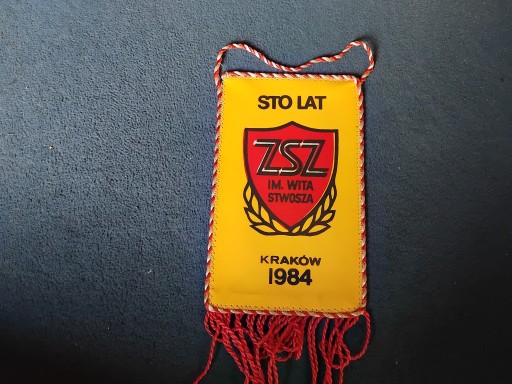 STO LAT
ZSZ
IM. WITA
STWOSZA
KRAKÓW
1984